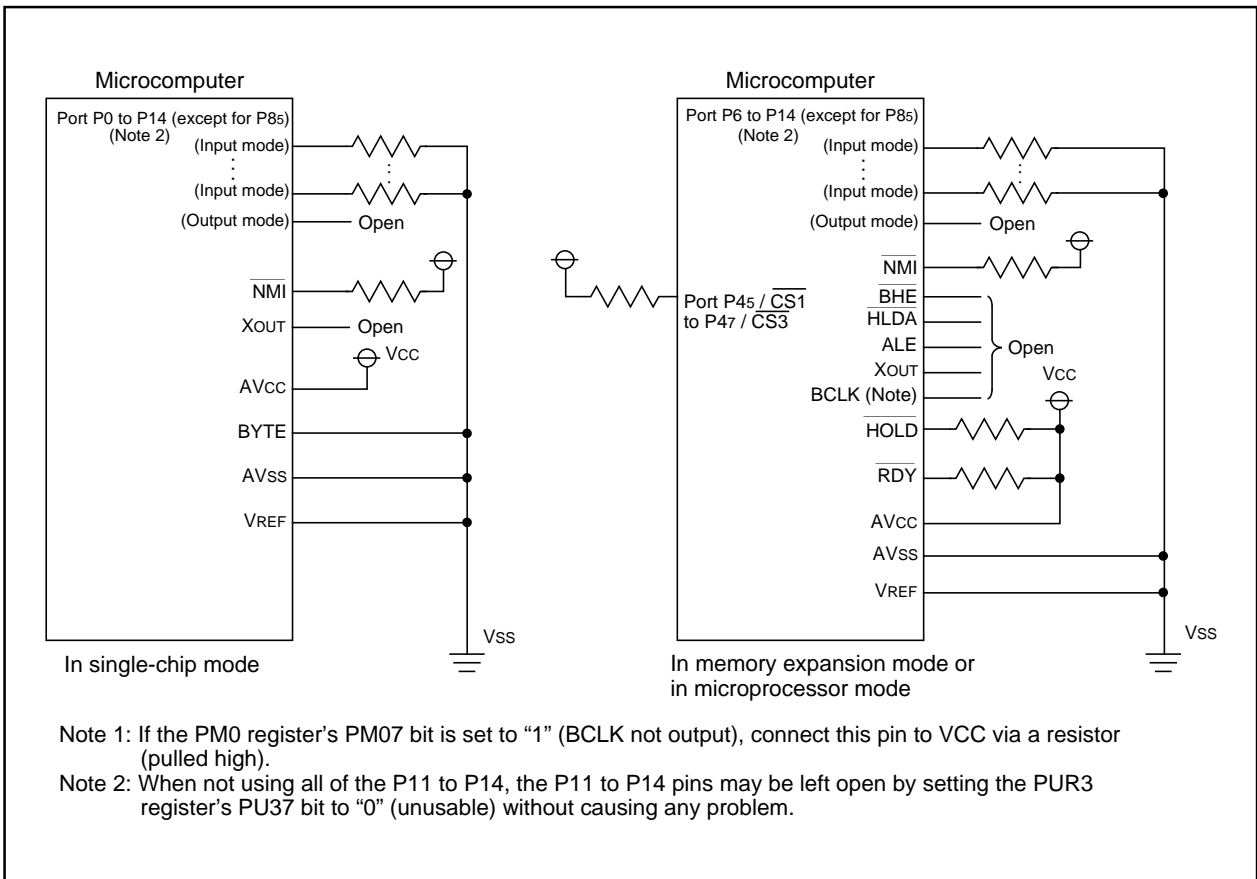 Microcomputer
Port P0 to P14 (except for P85)
(Note 2)
(Input mode)
(Input mode)
(Output mode)
Open
NMI
XOUT
Open
VCC
AVCC
BYTE
AVSS
VREF
VSS
In single-chip mode
Microcomputer
Port P6 to P14 (except for P85)
(Note 2)
(Input mode)
(Input mode)
(Output mode)
Open
NMI
Port P45 / CS1
to P47 / CS3
BHE
HLDA
ALE
XOUT
BCLK (Note)
Open
VCC
HOLD
RDY
AVCC
AVSS
VREF
VSS
In memory expansion mode or
in microprocessor mode
Note 1: If the PM0 register’s PM07 bit is set to “1” (BCLK not output), connect this pin to VCC via a resistor
(pulled high).
Note 2: When not using all of the P11 to P14, the P11 to P14 pins may be left open by setting the PUR3
register’s PU37 bit to “0” (unusable) without causing any problem.